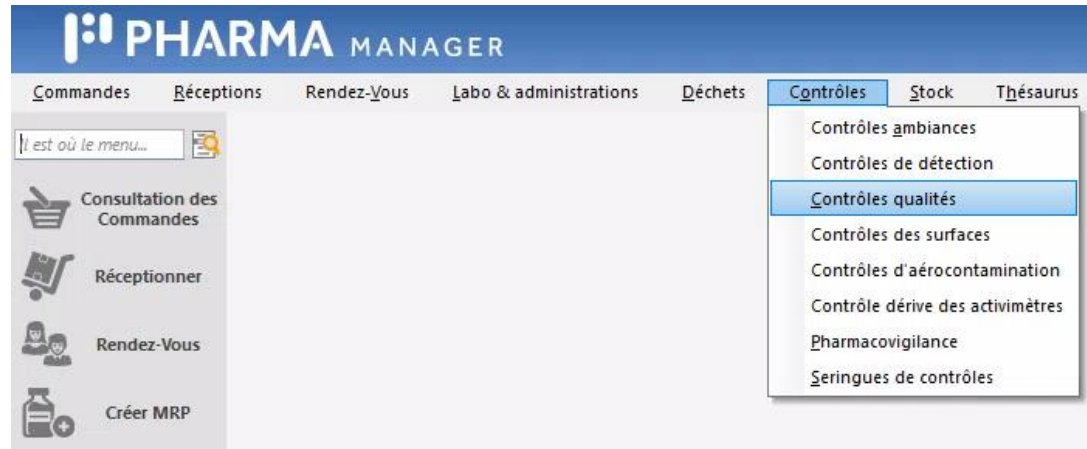 PHARMA MANAGER
Commandes Réceptions Rendez-Vous Labo & administrations Déchets Contrôles Stock Thésaurus
Il est où le menu...
Consultation des
Commandes
Réceptionner
Rendez-Vous
Créer MRP
Contrôles ambiances
Contrôles de détection
Contrôles qualités
Contrôles des surfaces
Contrôles d'aérocontamination
Contrôle dérive des activimètres
Pharmacovigilance
Seringues de contrôles